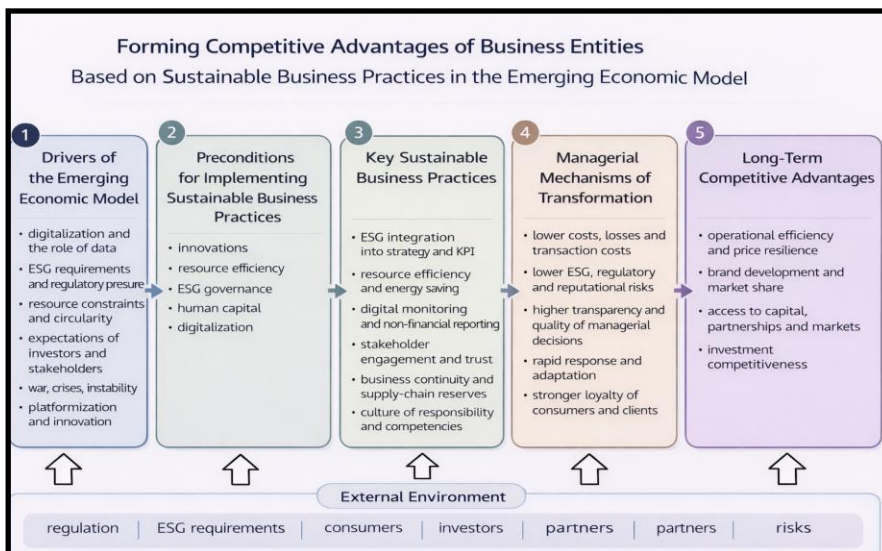 Forming Competitive Advantages of Business Entities
Based on Sustainable Business Practices in the Emerging Economic Model
1
Drivers of
the Emerging
Economic Model
• digitalization and
the role of data
• ESG requirements
and regulatory presure
• resource constraints
and circularity
• expectations of
investors and
stakeholders
• war, crises, instability
• platformization
and innovation
2
Preconditions
for Implementing
Sustainable Business
Practices
• innovations
• resource efficiency
• ESG governance
• human capital
• digitalization
3
Key Sustainable
Business Practices
• ESG integration
into strategy and KPI
• resource efficiency
and energy saving
• digital monitoring
and non-financial reporting
• stakeholder
engagement and trust
• business continuity and
supply-chain reserves
• culture of responsibility
and competencies
4
Managerial
Mechanisms of
Transformation
• lower costs, losses and
transaction costs
• lower ESG, regulatory
and reputational risks
• higher transparency and
quality of managerial
decisions
• rapid response and
adaptation
• stronger loyalty of
consumers and clients
5
Long-Term
Competitive Advantages
• operational efficiency
and price resilience
• brand development and
market share
• access to capital,
partnerships and markets
• investment
competitiveness
External Environment
regulation | ESG requirements | consumers | investors | partners | partners | risks